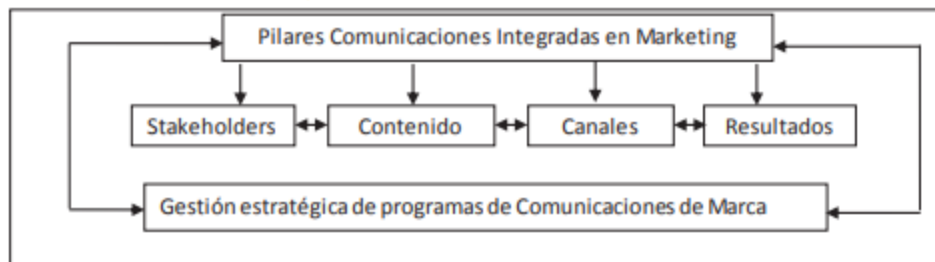 Pilares Comunicaciones Integradas en Marketing
Stakeholders
Contenido
Canales
Resultados
Gestión estratégica de programas de Comunicaciones de Marca